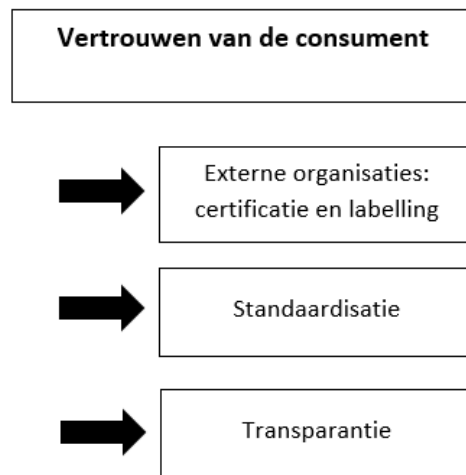 Vertrouwen van de consument
Externe organisaties:
certificatie en labelling
Standaardisatie
Transparantie